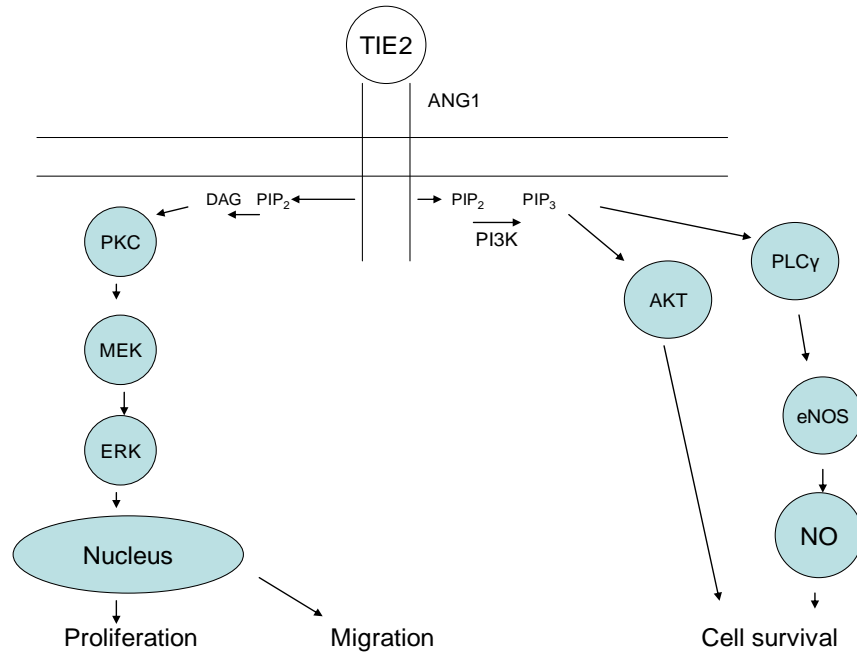 TIE2
ANG1
DAG PIP₂
PIP₂ PIP₃
PI3K
PKC
PLCγ
AKT
MEK
eNOS
ERK
NO
Nucleus
Proliferation
Migration
Cell survival